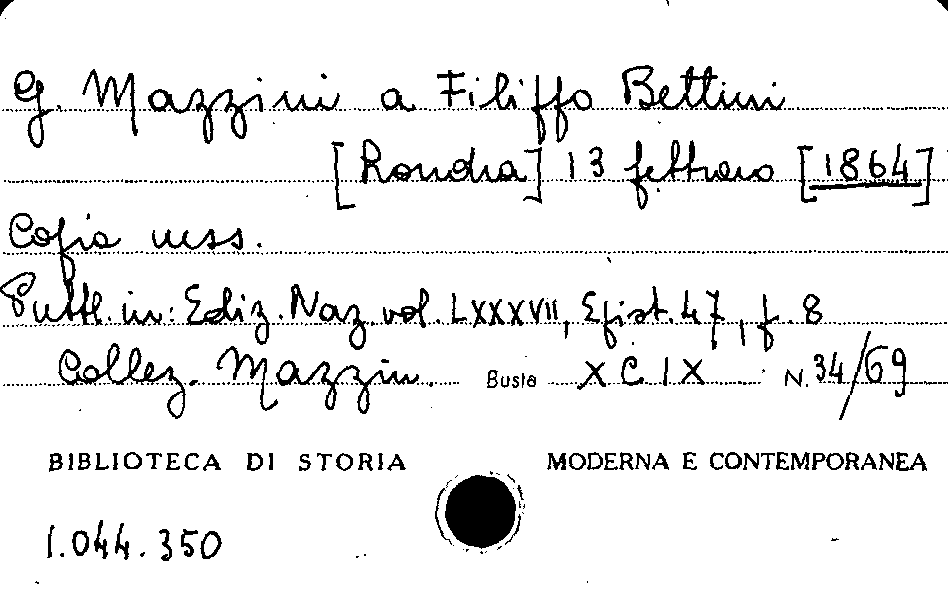 G. Mazzini a Filippo Bettini
[Londra] 13 febbraio [1864]
Copia mss.
Pubbl. in: Ediz. Naz. vol. LXXXVII, Epist. 47, p. 8
Collez. Mazzin. Busta XCIX N. 34/69
BIBLIOTECA DI STORIA MODERNA E CONTEMPORANEA
1.044.350